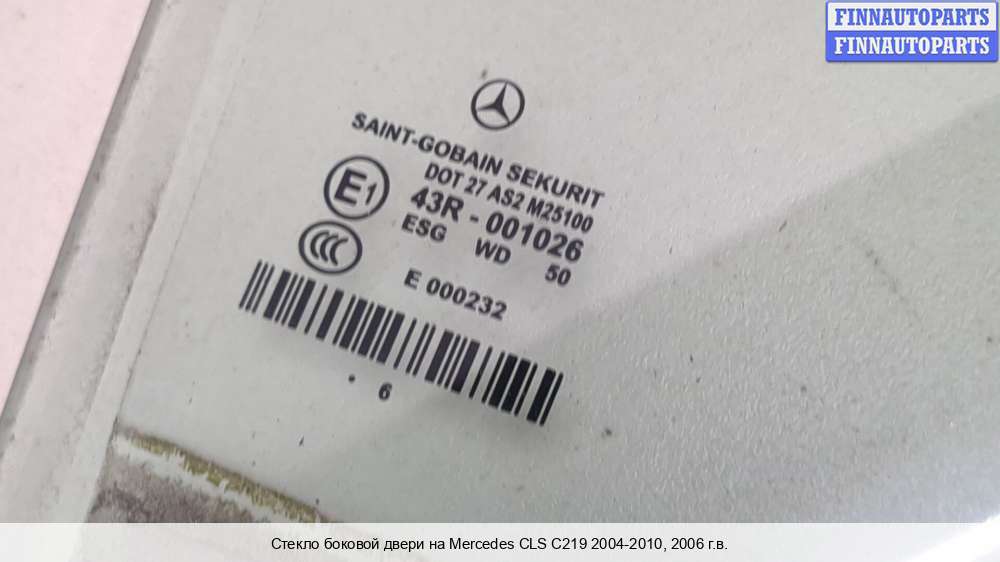 FINNAUTOPARTS
FINNAUTOPARTS
SAINT-GOBAIN SEKURIT
DOT 27 AS2 M25100
E1
43R - 001026
ESG WD 50
CCC
E 000232
. 6
Стекло боковой двери на Mercedes CLS C219 2004-2010, 2006 г.в.